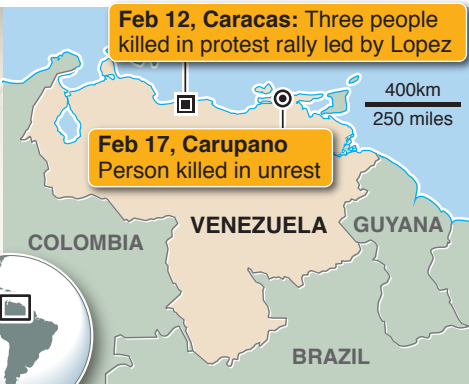 Feb 12, Caracas: Three people
killed in protest rally led by Lopez
400km
250 miles
Feb 17, Carupano
Person killed in unrest
VENEZUELA
GUYANA
COLOMBIA
BRAZIL